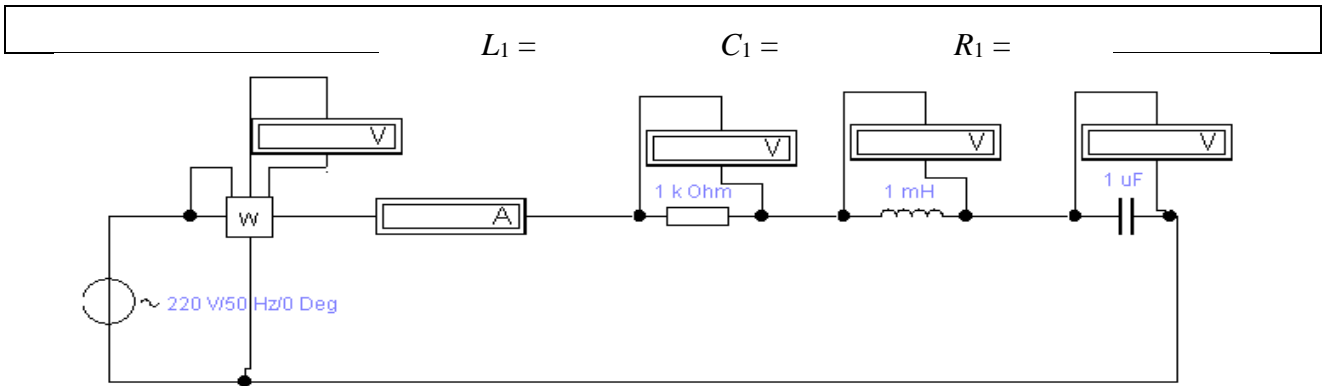 L1 = C1 = R1 =
V
V
V
V
1 k Ohm
1 mH
1 uF
W
A
~ 220 V/50 Hz/0 Deg